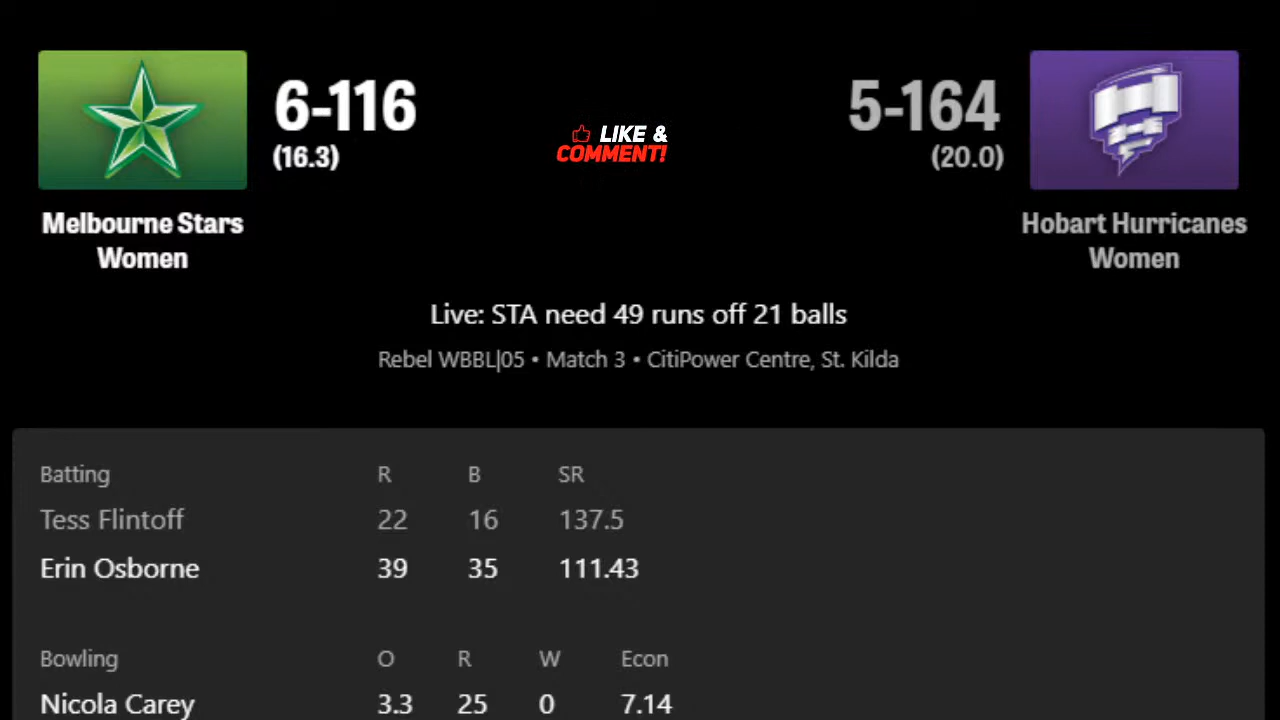 6-116
(16.3)
LIKE &
COMMENT!
5-164
(20.0)
H
H
Melbourne Stars
Women
Hobart Hurricanes
Women
Live: STA need 49 runs off 21 balls
Rebel WBBL|05 • Match 3 • CitiPower Centre, St. Kilda
Batting R B SR
Tess Flintoff 22 16 137.5
Erin Osborne 39 35 111.43
Bowling O R W Econ
Nicola Carey 3.3 25 0 7.14